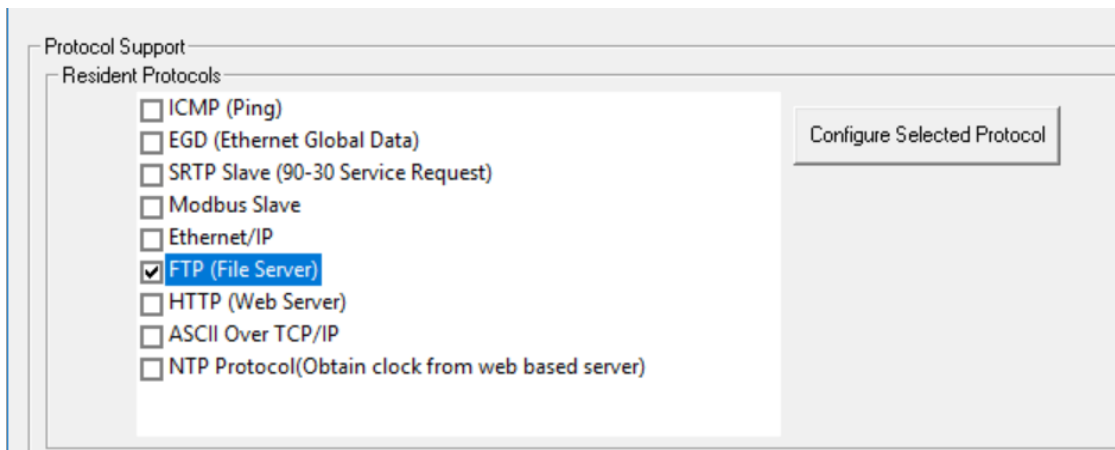 Protocol Support
Resident Protocols
ICMP (Ping)
EGD (Ethernet Global Data)
Configure Selected Protocol
SRTP Slave (90-30 Service Request)
Modbus Slave
Ethernet/IP
FTP (File Server)
HTTP (Web Server)
ASCII Over TCP/IP
NTP Protocol(Obtain clock from web based server)